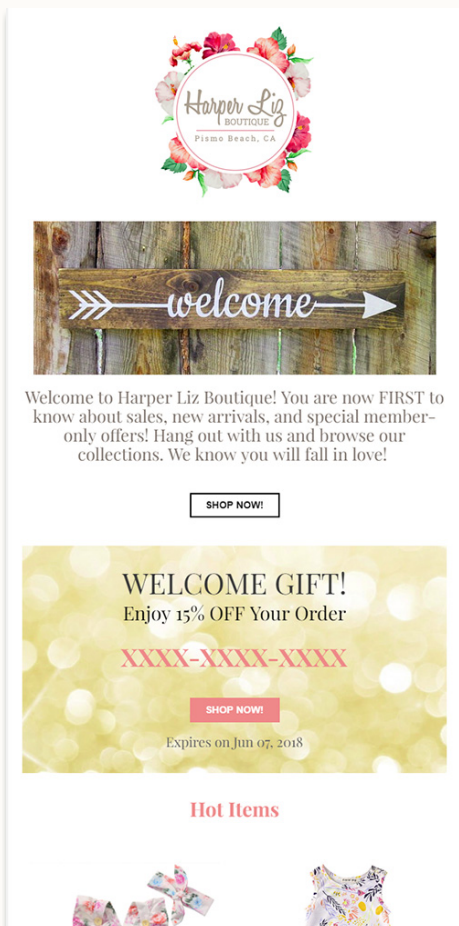 Harper Liz
BOUTIQUE
Pismo Beach, CA
welcome
Welcome to Harper Liz Boutique! You are now FIRST to
know about sales, new arrivals, and special member-
only offers! Hang out with us and browse our
collections. We know you will fall in love!
SHOP NOW!
WELCOME GIFT!
Enjoy 15% OFF Your Order
XXXX-XXXX-XXXX
SHOP NOW!
Expires on Jun 07, 2018
Hot Items